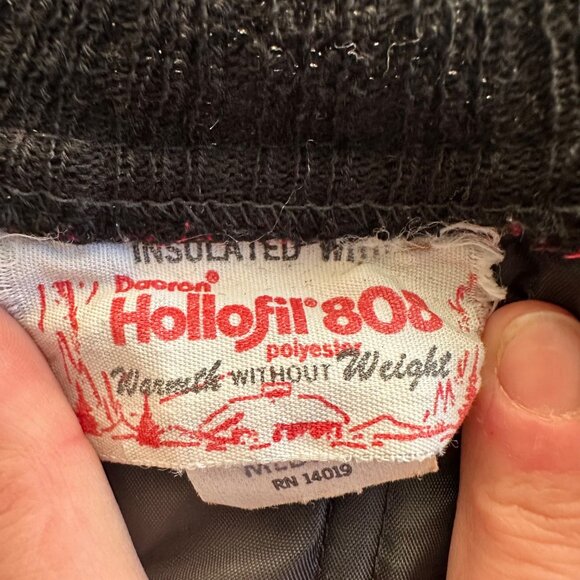 INSULATED WITH
Dacron®
Hollofil® 808
polyester
Warmth WITHOUT Weight
RN 14019